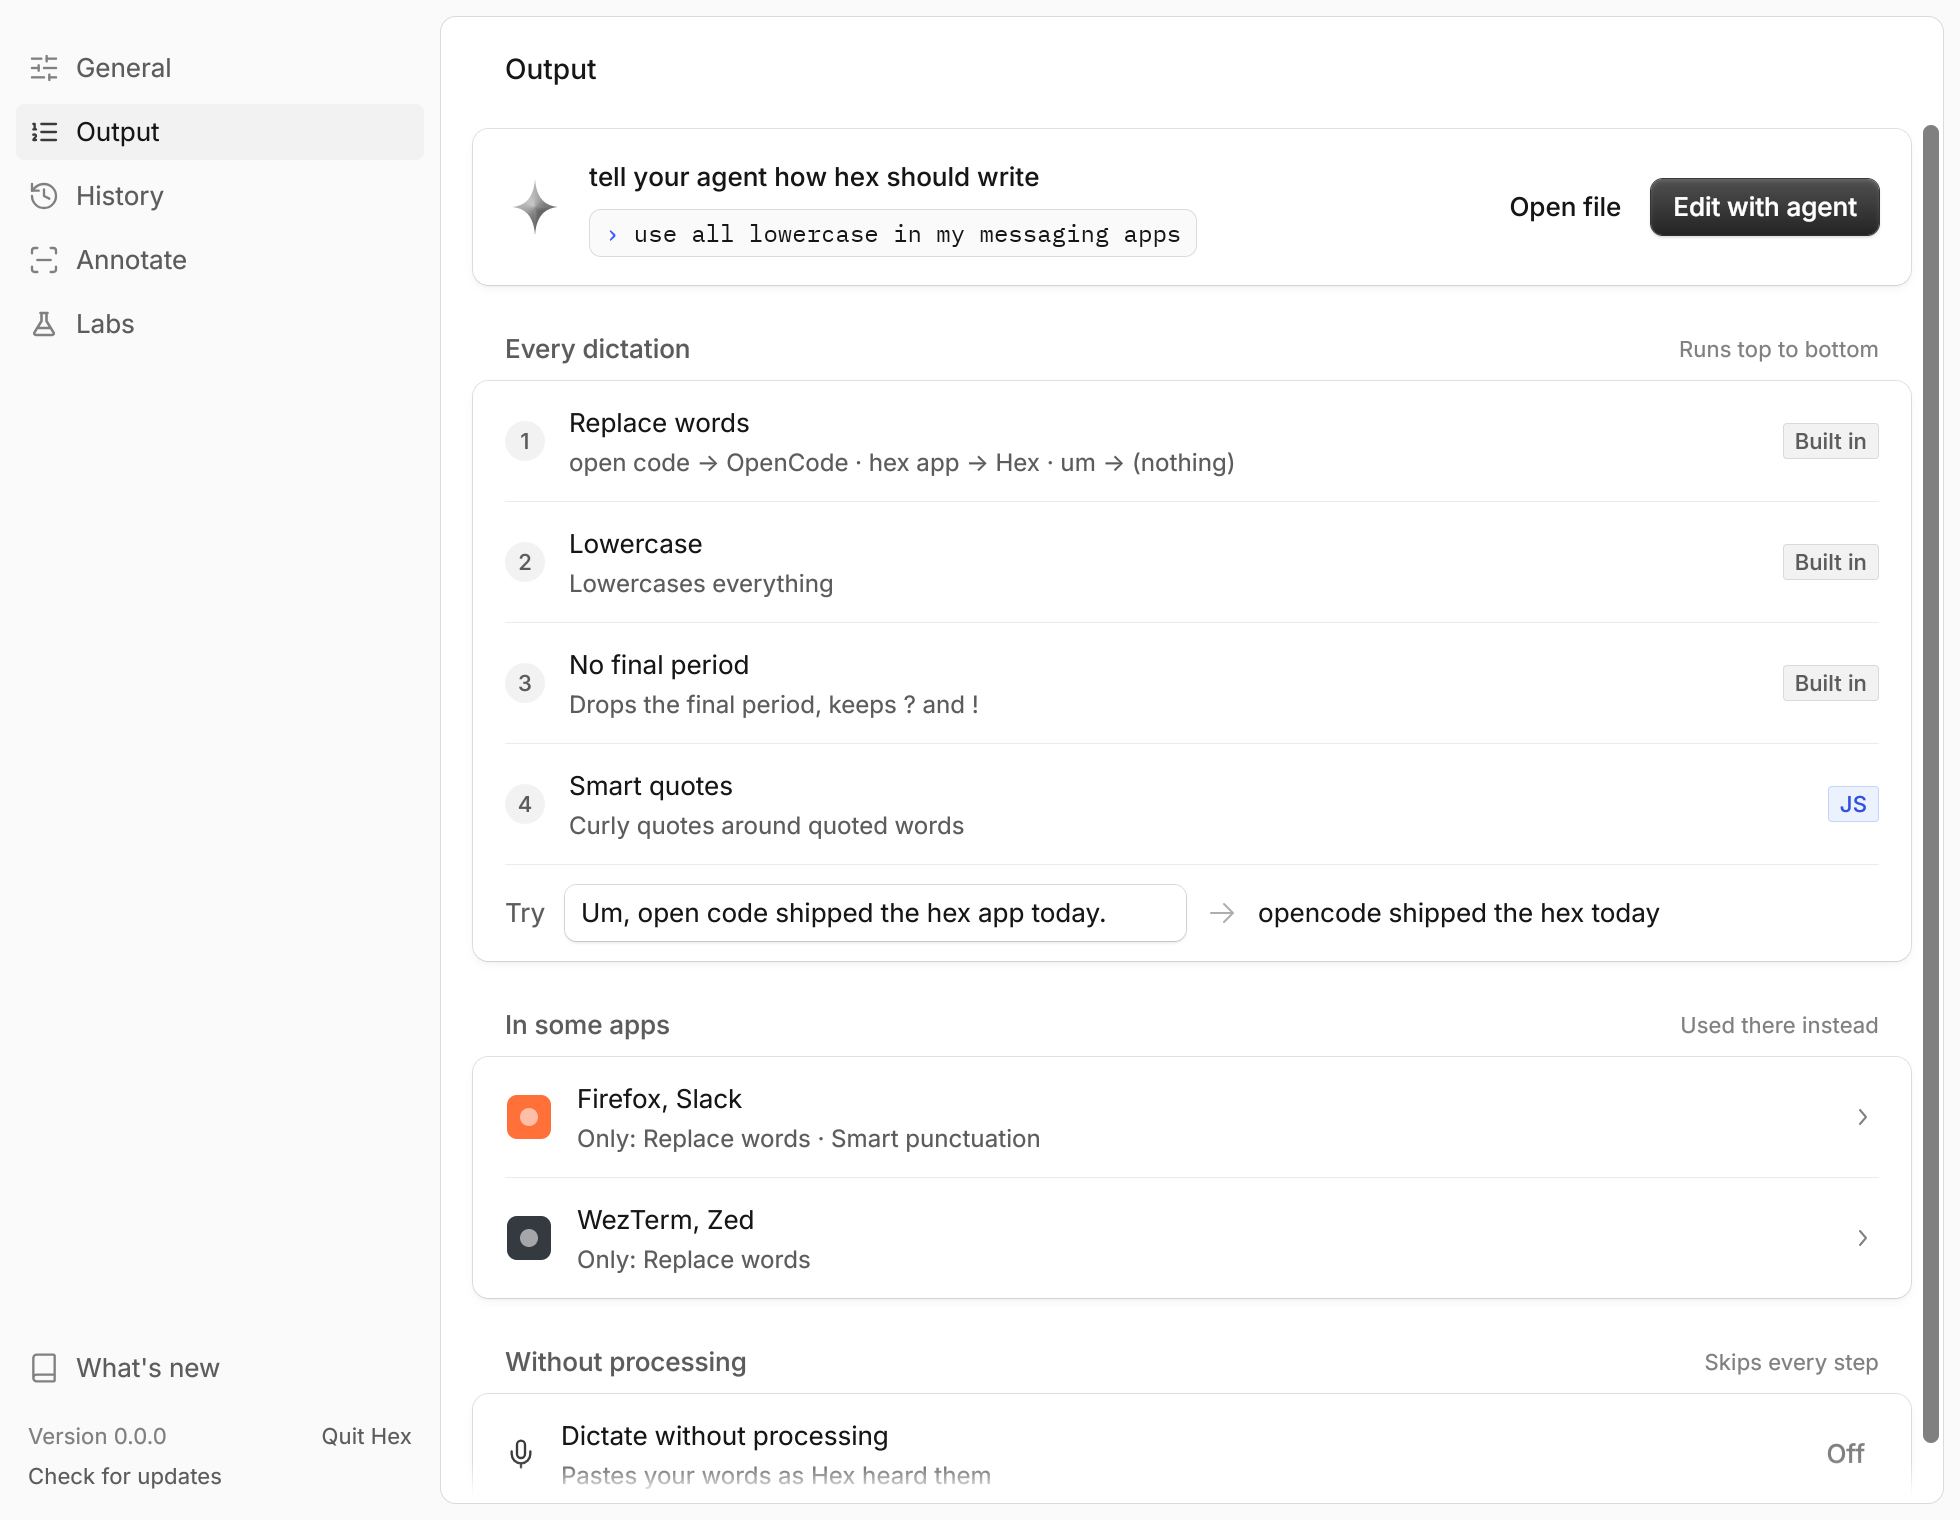 General
Output
History
Annotate
Labs
What's new
Version 0.0.0
Quit Hex
Check for updates
Output
tell your agent how hex should write
› use all lowercase in my messaging apps
Open file
Edit with agent
Every dictation
Runs top to bottom
1
Replace words
open code → OpenCode · hex app → Hex · um → (nothing)
Built in
2
Lowercase
Lowercases everything
Built in
3
No final period
Drops the final period, keeps ? and !
Built in
4
Smart quotes
Curly quotes around quoted words
JS
Try
Um, open code shipped the hex app today.
→ opencode shipped the hex today
In some apps
Used there instead
Firefox, Slack
Only: Replace words · Smart punctuation
WezTerm, Zed
Only: Replace words
Without processing
Skips every step
Dictate without processing
Pastes your words as Hex heard them
Off